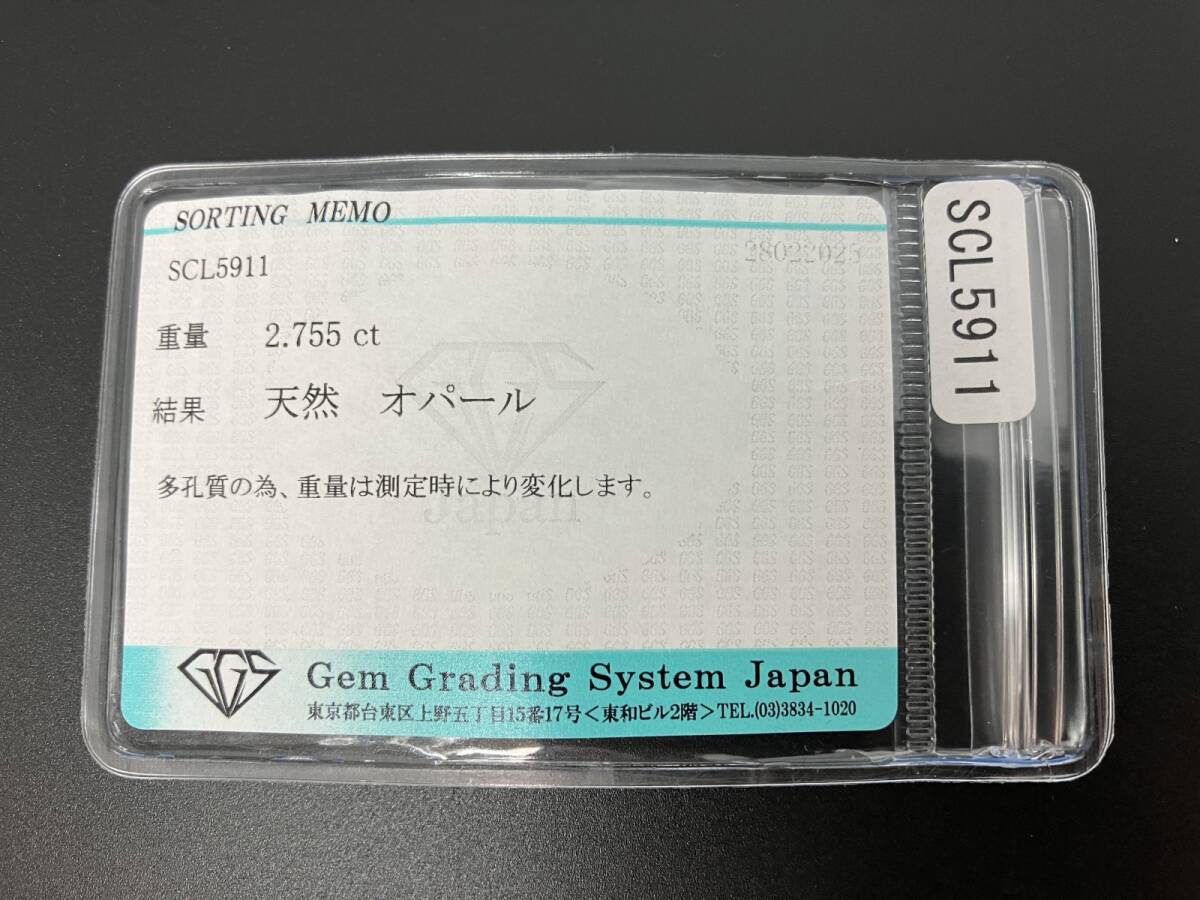 SORTING MEMO
SCL5911
28022025
重量 2.755 ct
結果 天然 オパール
多孔質の為、重量は測定時により変化します。
GGS
Japan
GGS
Gem Grading System Japan
東京都台東区上野五丁目15番17号＜東和ビル2階＞TEL.(03)3834-1020
SCL5911